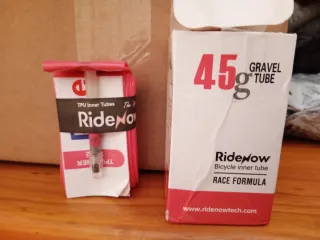 TPU Inner Tubes
RideNow
45g
GRAVEL
TUBE
RideNow
Bicycle inner tube
RACE FORMULA
www.ridenowtech.com